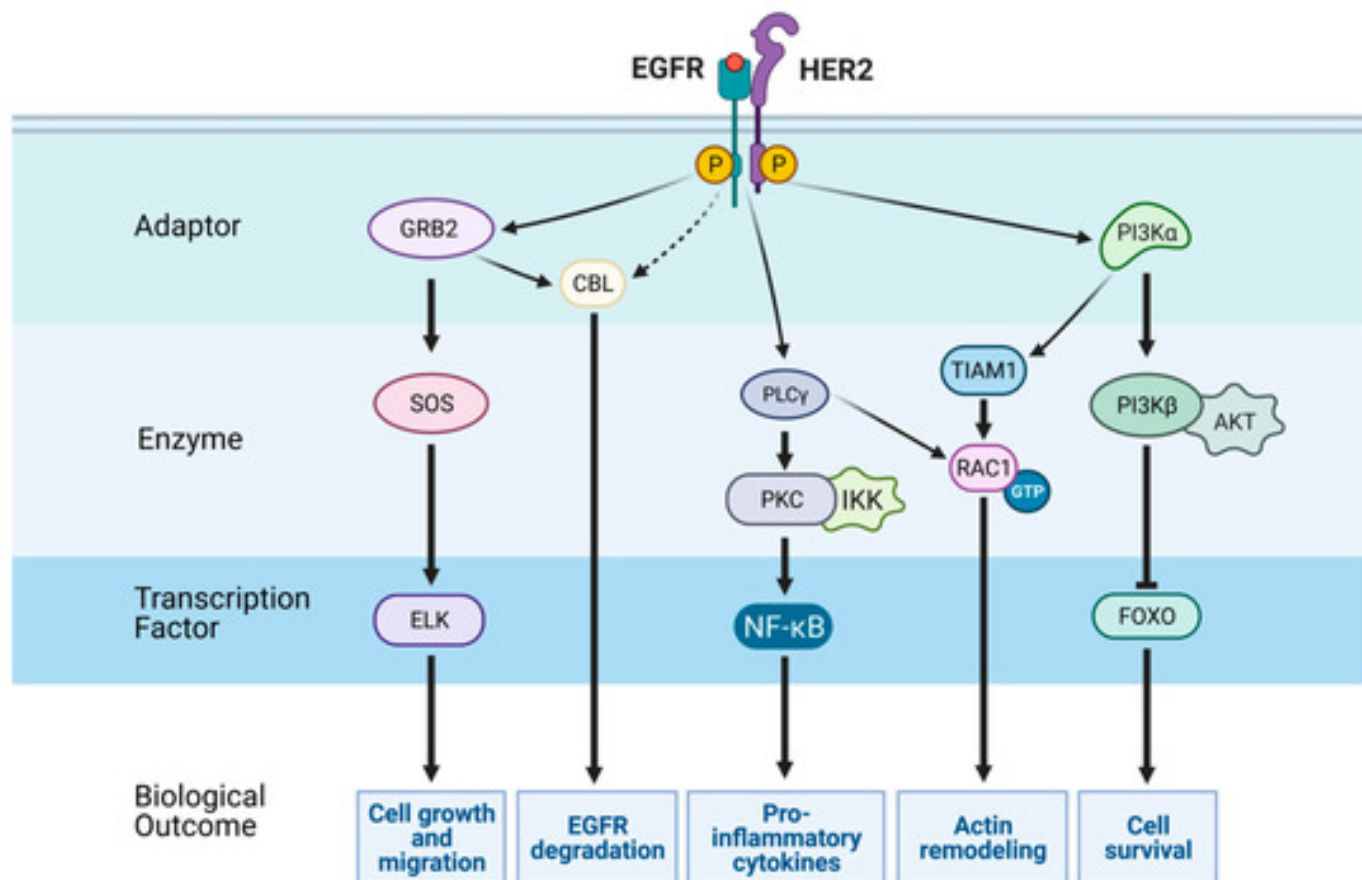 EGFR
HER2
P
P
Adaptor
GRB2
CBL
PI3Kα
Enzyme
SOS
PLCγ
TIAM1
PI3Kβ
AKT
PKC
IKK
RAC1
GTP
Transcription
Factor
ELK
NF-κB
FOXO
Biological
Outcome
Cell growth
and
migration
EGFR
degradation
Pro-
inflammatory
cytokines
Actin
remodeling
Cell
survival